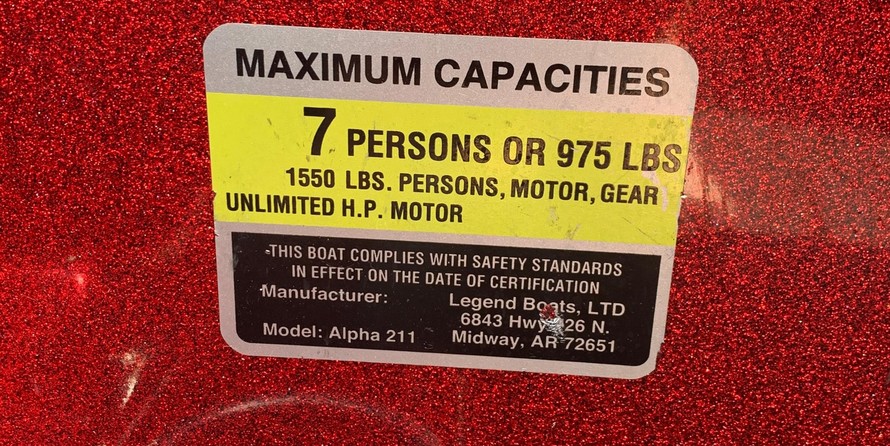 MAXIMUM CAPACITIES
7 PERSONS OR 975 LBS
1550 LBS. PERSONS, MOTOR, GEAR
UNLIMITED H.P. MOTOR
THIS BOAT COMPLIES WITH SAFETY STANDARDS
IN EFFECT ON THE DATE OF CERTIFICATION
Manufacturer: Legend Boats, LTD
6843 Hwy 26 N.
Model: Alpha 211 Midway, AR 72651